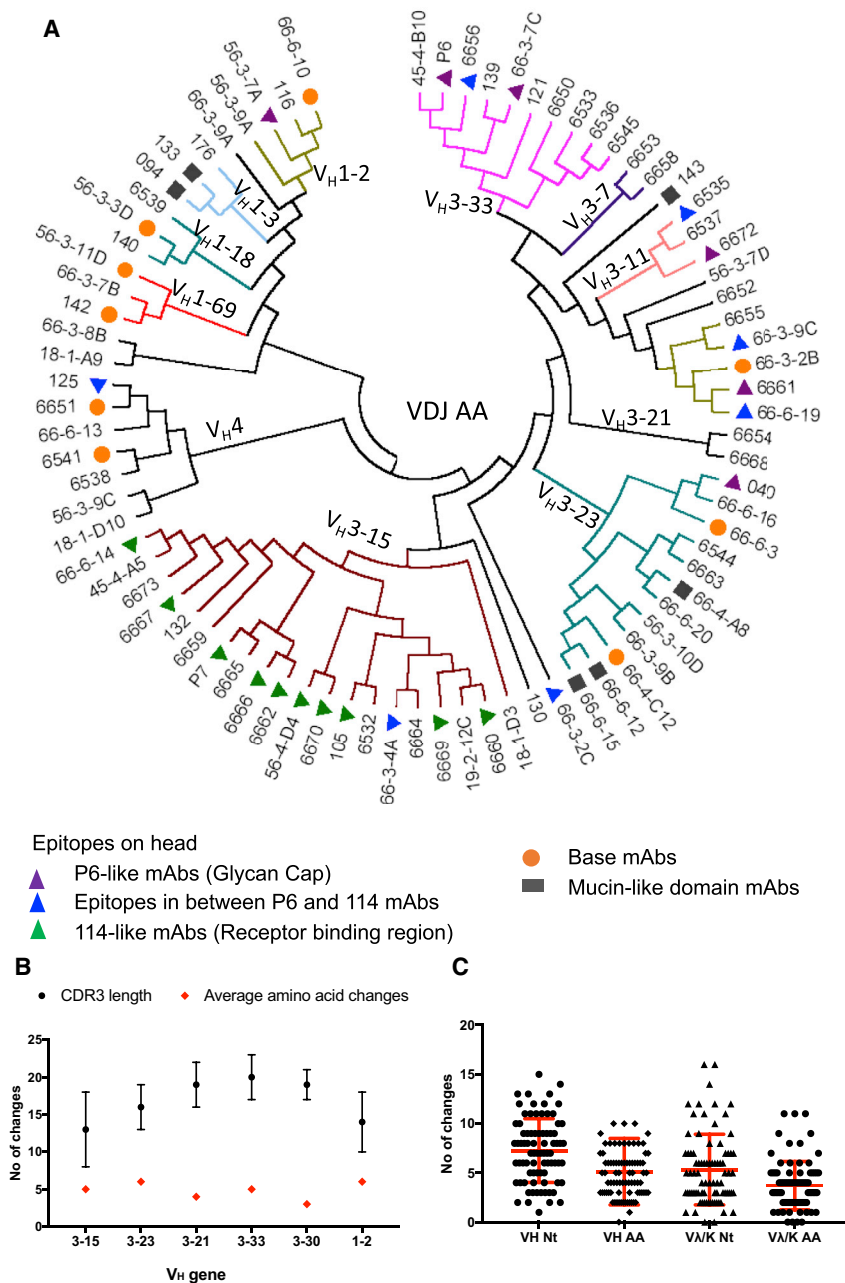 A
66-6-10
116
56-3-7A
56-3-9A
66-3-9A
176
133
094
6539
56-3-3D
140
56-3-11D
66-3-7B
142
66-3-8B
18-1-A9
125
6651
66-6-13
6541
6538
56-3-9C
18-1-D10
66-6-14
45-4-A5
6673
6667
132
6659
P7
6665
6666
6662
56-4-D4
6670
105
6532
66-3-4A
6664
6669
19-2-12C
6660
18-1-D3
130
66-3-2C
66-6-15
66-6-12
66-4-C12
66-3-9B
56-3-10D
66-6-20
66-4-A8
6663
6544
66-6-3
66-6-16
040
6668
6654
66-6-19
6661
66-3-2B
66-3-9C
6655
6652
56-3-7D
6672
6537
6535
143
6658
6653
6545
6536
6533
6650
121
66-3-7C
139
6656
P6
45-4-B10
VH1-2
VH1-3
VH1-18
VH1-69
VH4
VH3-15
VH3-23
VH3-21
VH3-11
VH3-7
VH3-33
VDJ AA
Epitopes on head
P6-like mAbs (Glycan Cap)
Epitopes in between P6 and 114 mAbs
114-like mAbs (Receptor binding region)
Base mAbs
Mucin-like domain mAbs
B
CDR3 length
Average amino acid changes
No of changes
25
20
15
10
5
0
3-15 3-23 3-21 3-33 3-30 1-2
VH gene
C
No of changes
20
15
10
5
0
VH Nt VH AA Vλ/K Nt Vλ/K AA